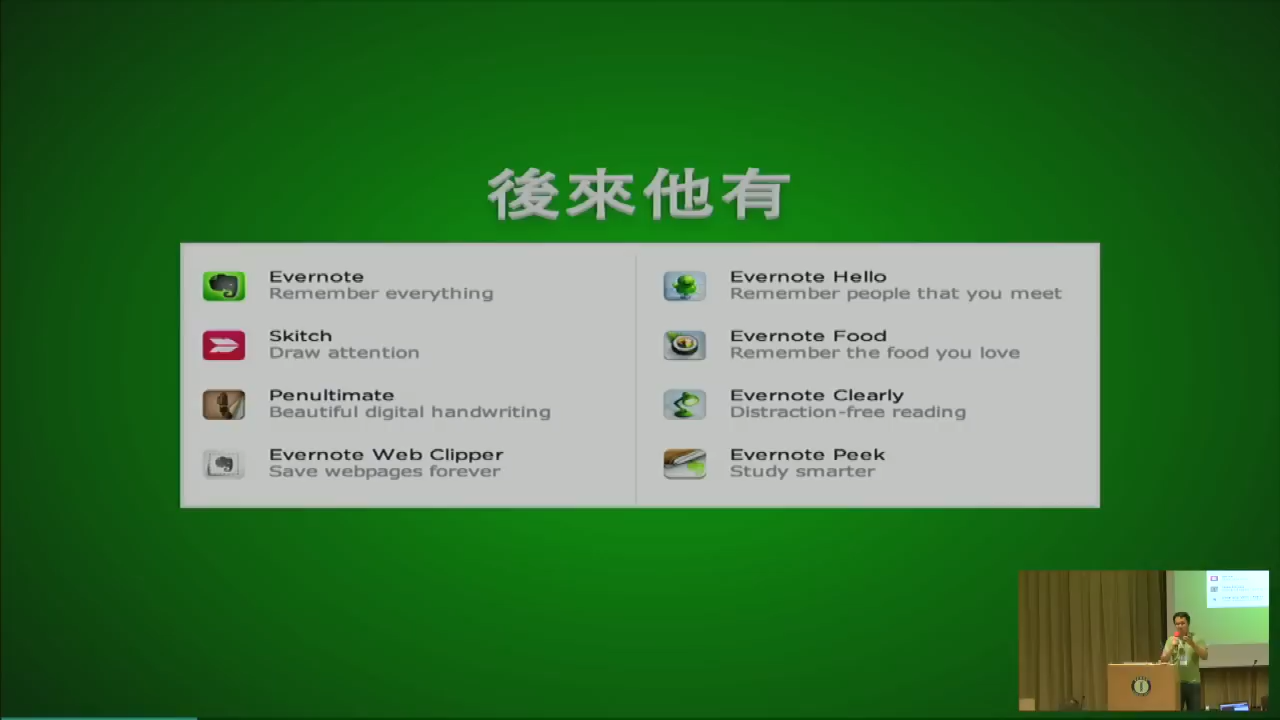 後來他有
Evernote
Remember everything
Skitch
Draw attention
Penultimate
Beautiful digital handwriting
Evernote Web Clipper
Save webpages forever
Evernote Hello
Remember people that you meet
Evernote Food
Remember the food you love
Evernote Clearly
Distraction-free reading
Evernote Peek
Study smarter